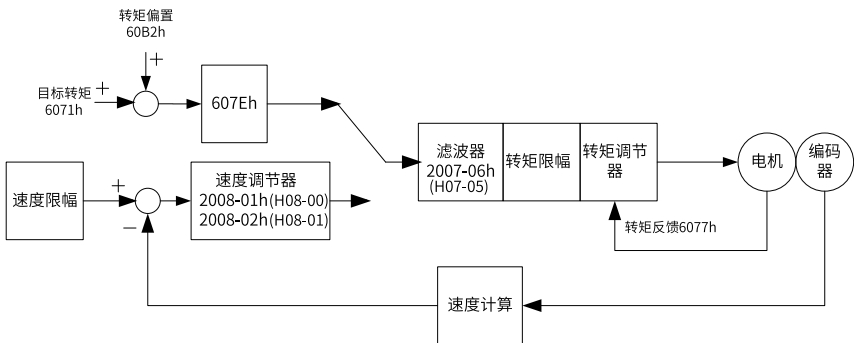 转矩偏置
60B2h
+
目标转矩
6071h
+
607Eh
滤波器
2007-06h
(H07-05)
转矩限幅
转矩调节
器
电机
编码
器
速度限幅
+
−
速度调节器
2008-01h(H08-00)
2008-02h(H08-01)
转矩反馈6077h
速度计算